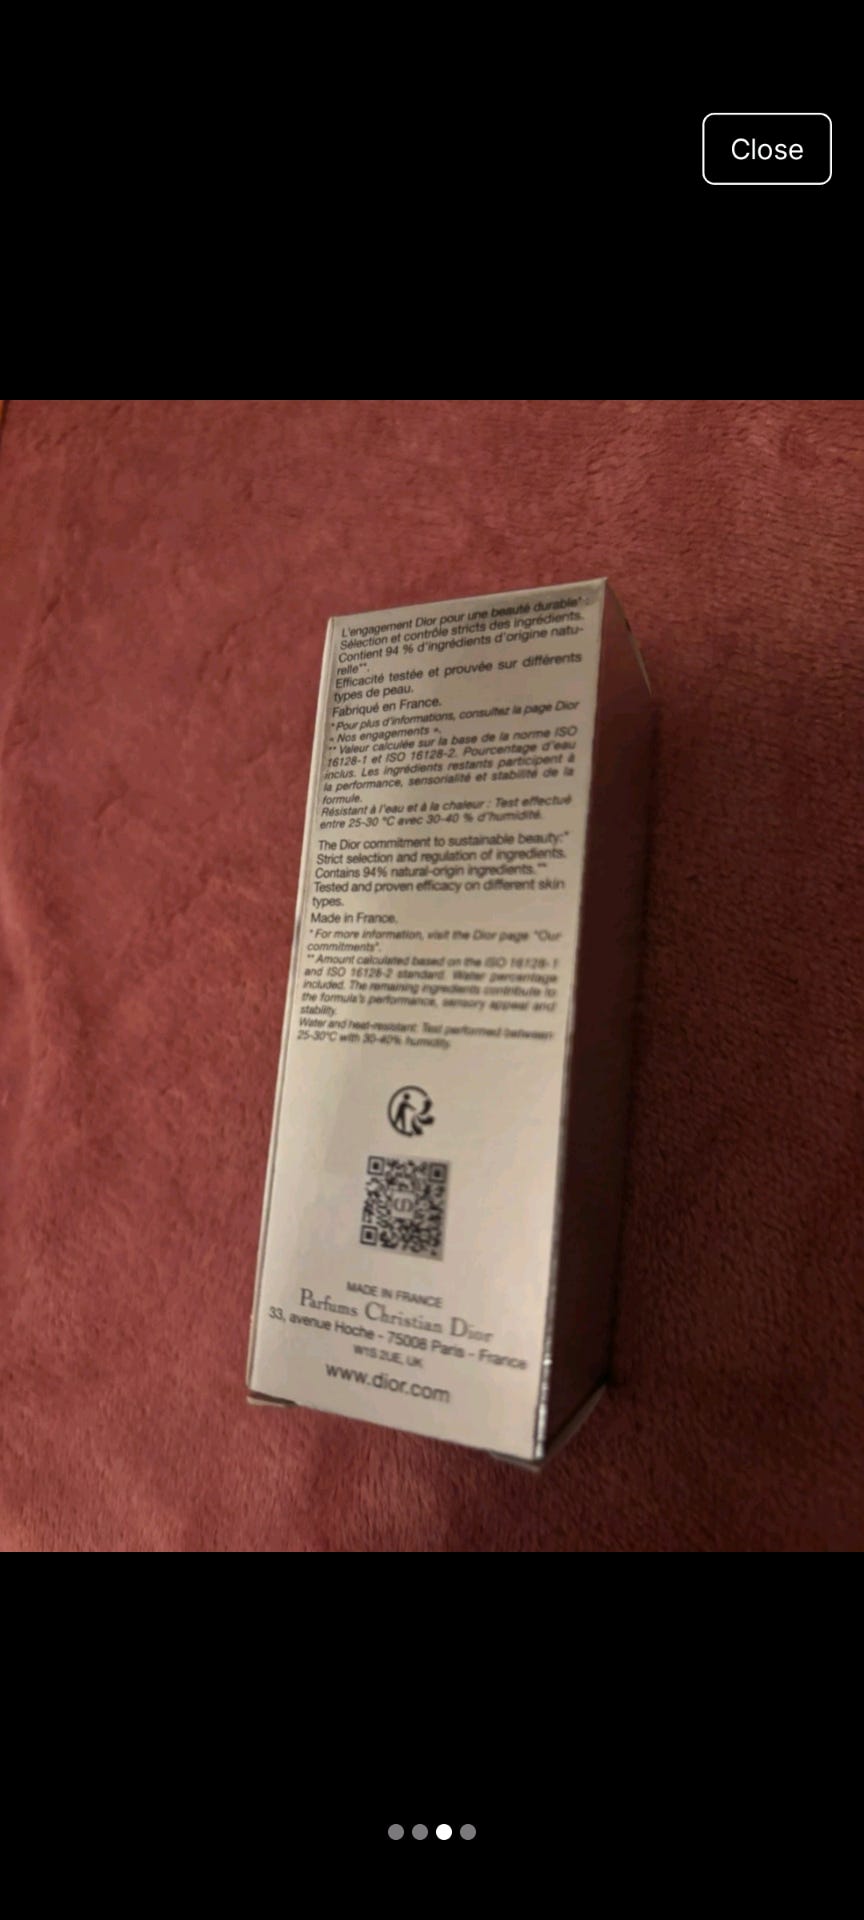 Close
L'engagement Dior pour une beauté durable* :
Sélection et contrôle stricts des ingrédients.
Contient 94 % d'ingrédients d'origine natu-
relle**.
Efficacité testée et prouvée sur différents
types de peau.
Fabriqué en France.
*Pour plus d'informations, consultez la page Dior
« Nos engagements ».
** Valeur calculée sur la base de la norme ISO
16128-1 et ISO 16128-2. Pourcentage d'eau
inclus. Les ingrédients restants participent à
la performance, sensorialité et stabilité de la
formule.
Résistant à l'eau et à la chaleur : Test effectué
entre 25-30 °C avec 30-40 % d'humidité.
The Dior commitment to sustainable beauty:*
Strict selection and regulation of ingredients.
Contains 94% natural-origin ingredients.**
Tested and proven efficacy on different skin
types.
Made in France.
*For more information, visit the Dior page "Our
commitments".
**Amount calculated based on the ISO 16128-1
and ISO 16128-2 standard. Water percentage
included. The remaining ingredients contribute to
the formula's performance, sensory appeal and
stability.
Water and heat-resistant: Test performed between
25-30°C with 30-40% humidity.
MADE IN FRANCE
Parfums Christian Dior
33, avenue Hoche - 75008 Paris - France
W1S 2UE, UK
www.dior.com